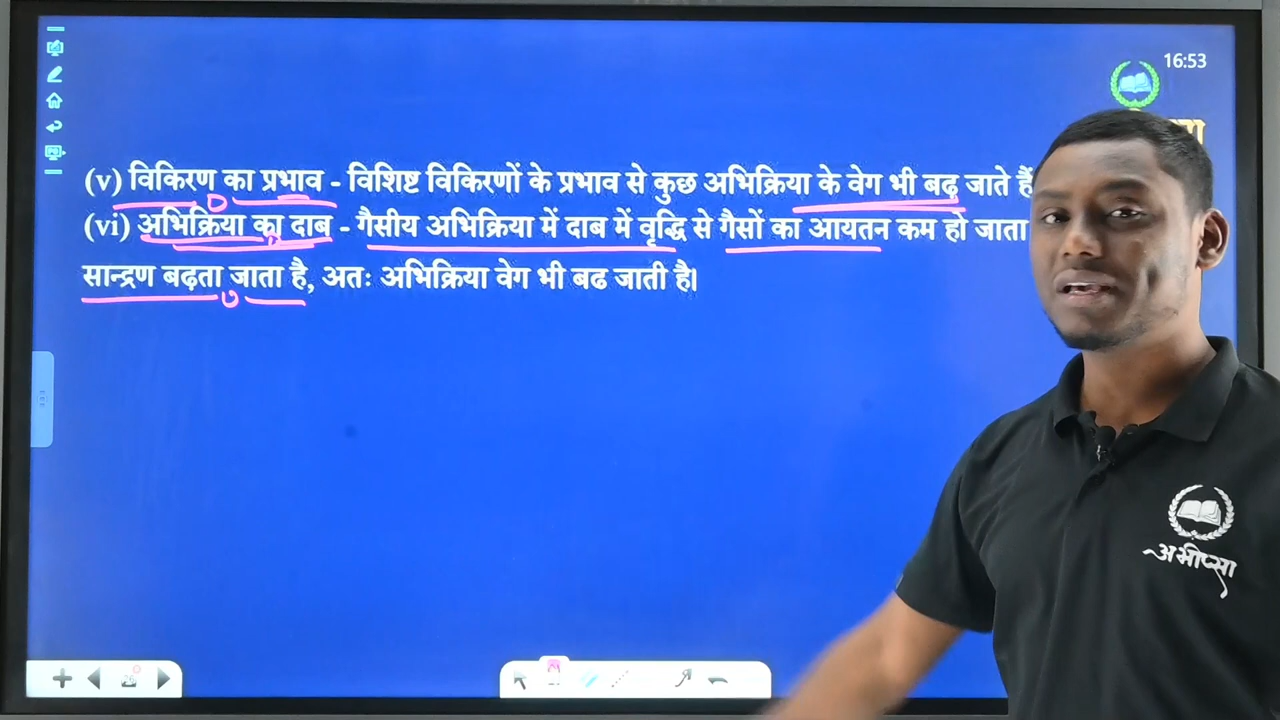 16:53
(v) विकिरण का प्रभाव - विशिष्ट विकिरणों के प्रभाव से कुछ अभिक्रिया के वेग भी बढ़ जाते हैं
(vi) अभिक्रिया का दाब - गैसीय अभिक्रिया में दाब में वृद्धि से गैसों का आयतन कम हो जाता
सान्द्रण बढ़ता जाता है, अतः अभिक्रिया वेग भी बढ जाती है।
अभीप्सा